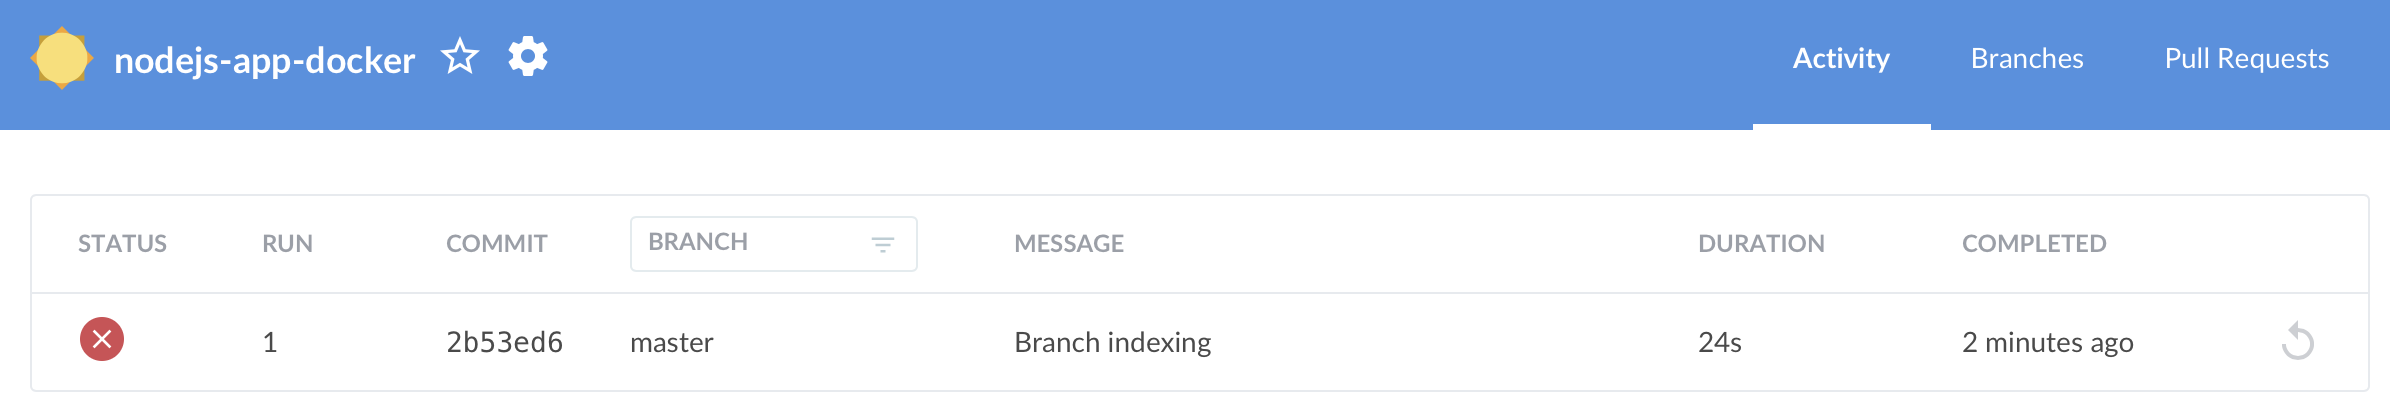 nodejs-app-docker
Activity Branches Pull Requests
STATUS RUN COMMIT BRANCH MESSAGE DURATION COMPLETED
1 2b53ed6 master Branch indexing 24s 2 minutes ago